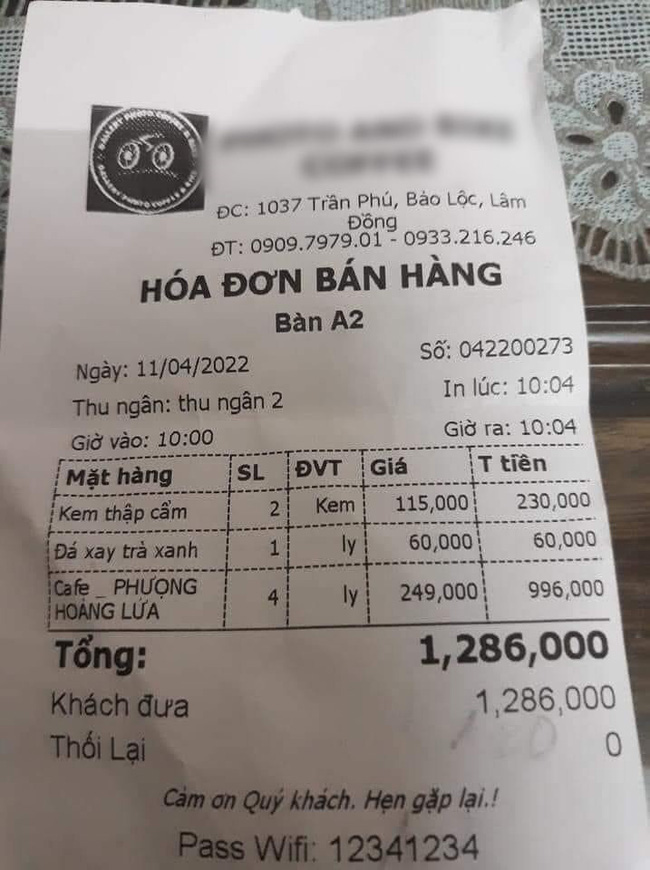 ĐC: 1037 Trần Phú, Bảo Lộc, Lâm
Đồng
ĐT: 0909.7979.01 - 0933.216.246
HÓA ĐƠN BÁN HÀNG
Bàn A2
Ngày: 11/04/2022 Số: 042200273
Thu ngân: thu ngân 2 In lúc: 10:04
Giờ vào: 10:00 Giờ ra: 10:04
Mặt hàng SL ĐVT Giá T tiền
Kem thập cẩm 2 Kem 115,000 230,000
Đá xay trà xanh 1 ly 60,000 60,000
Cafe _ PHƯỢNG
HOÀNG LỬA 4 ly 249,000 996,000
Tổng: 1,286,000
Khách đưa 1,286,000
Thối Lại 0
Cảm ơn Quý khách. Hẹn gặp lại.!
Pass Wifi: 12341234